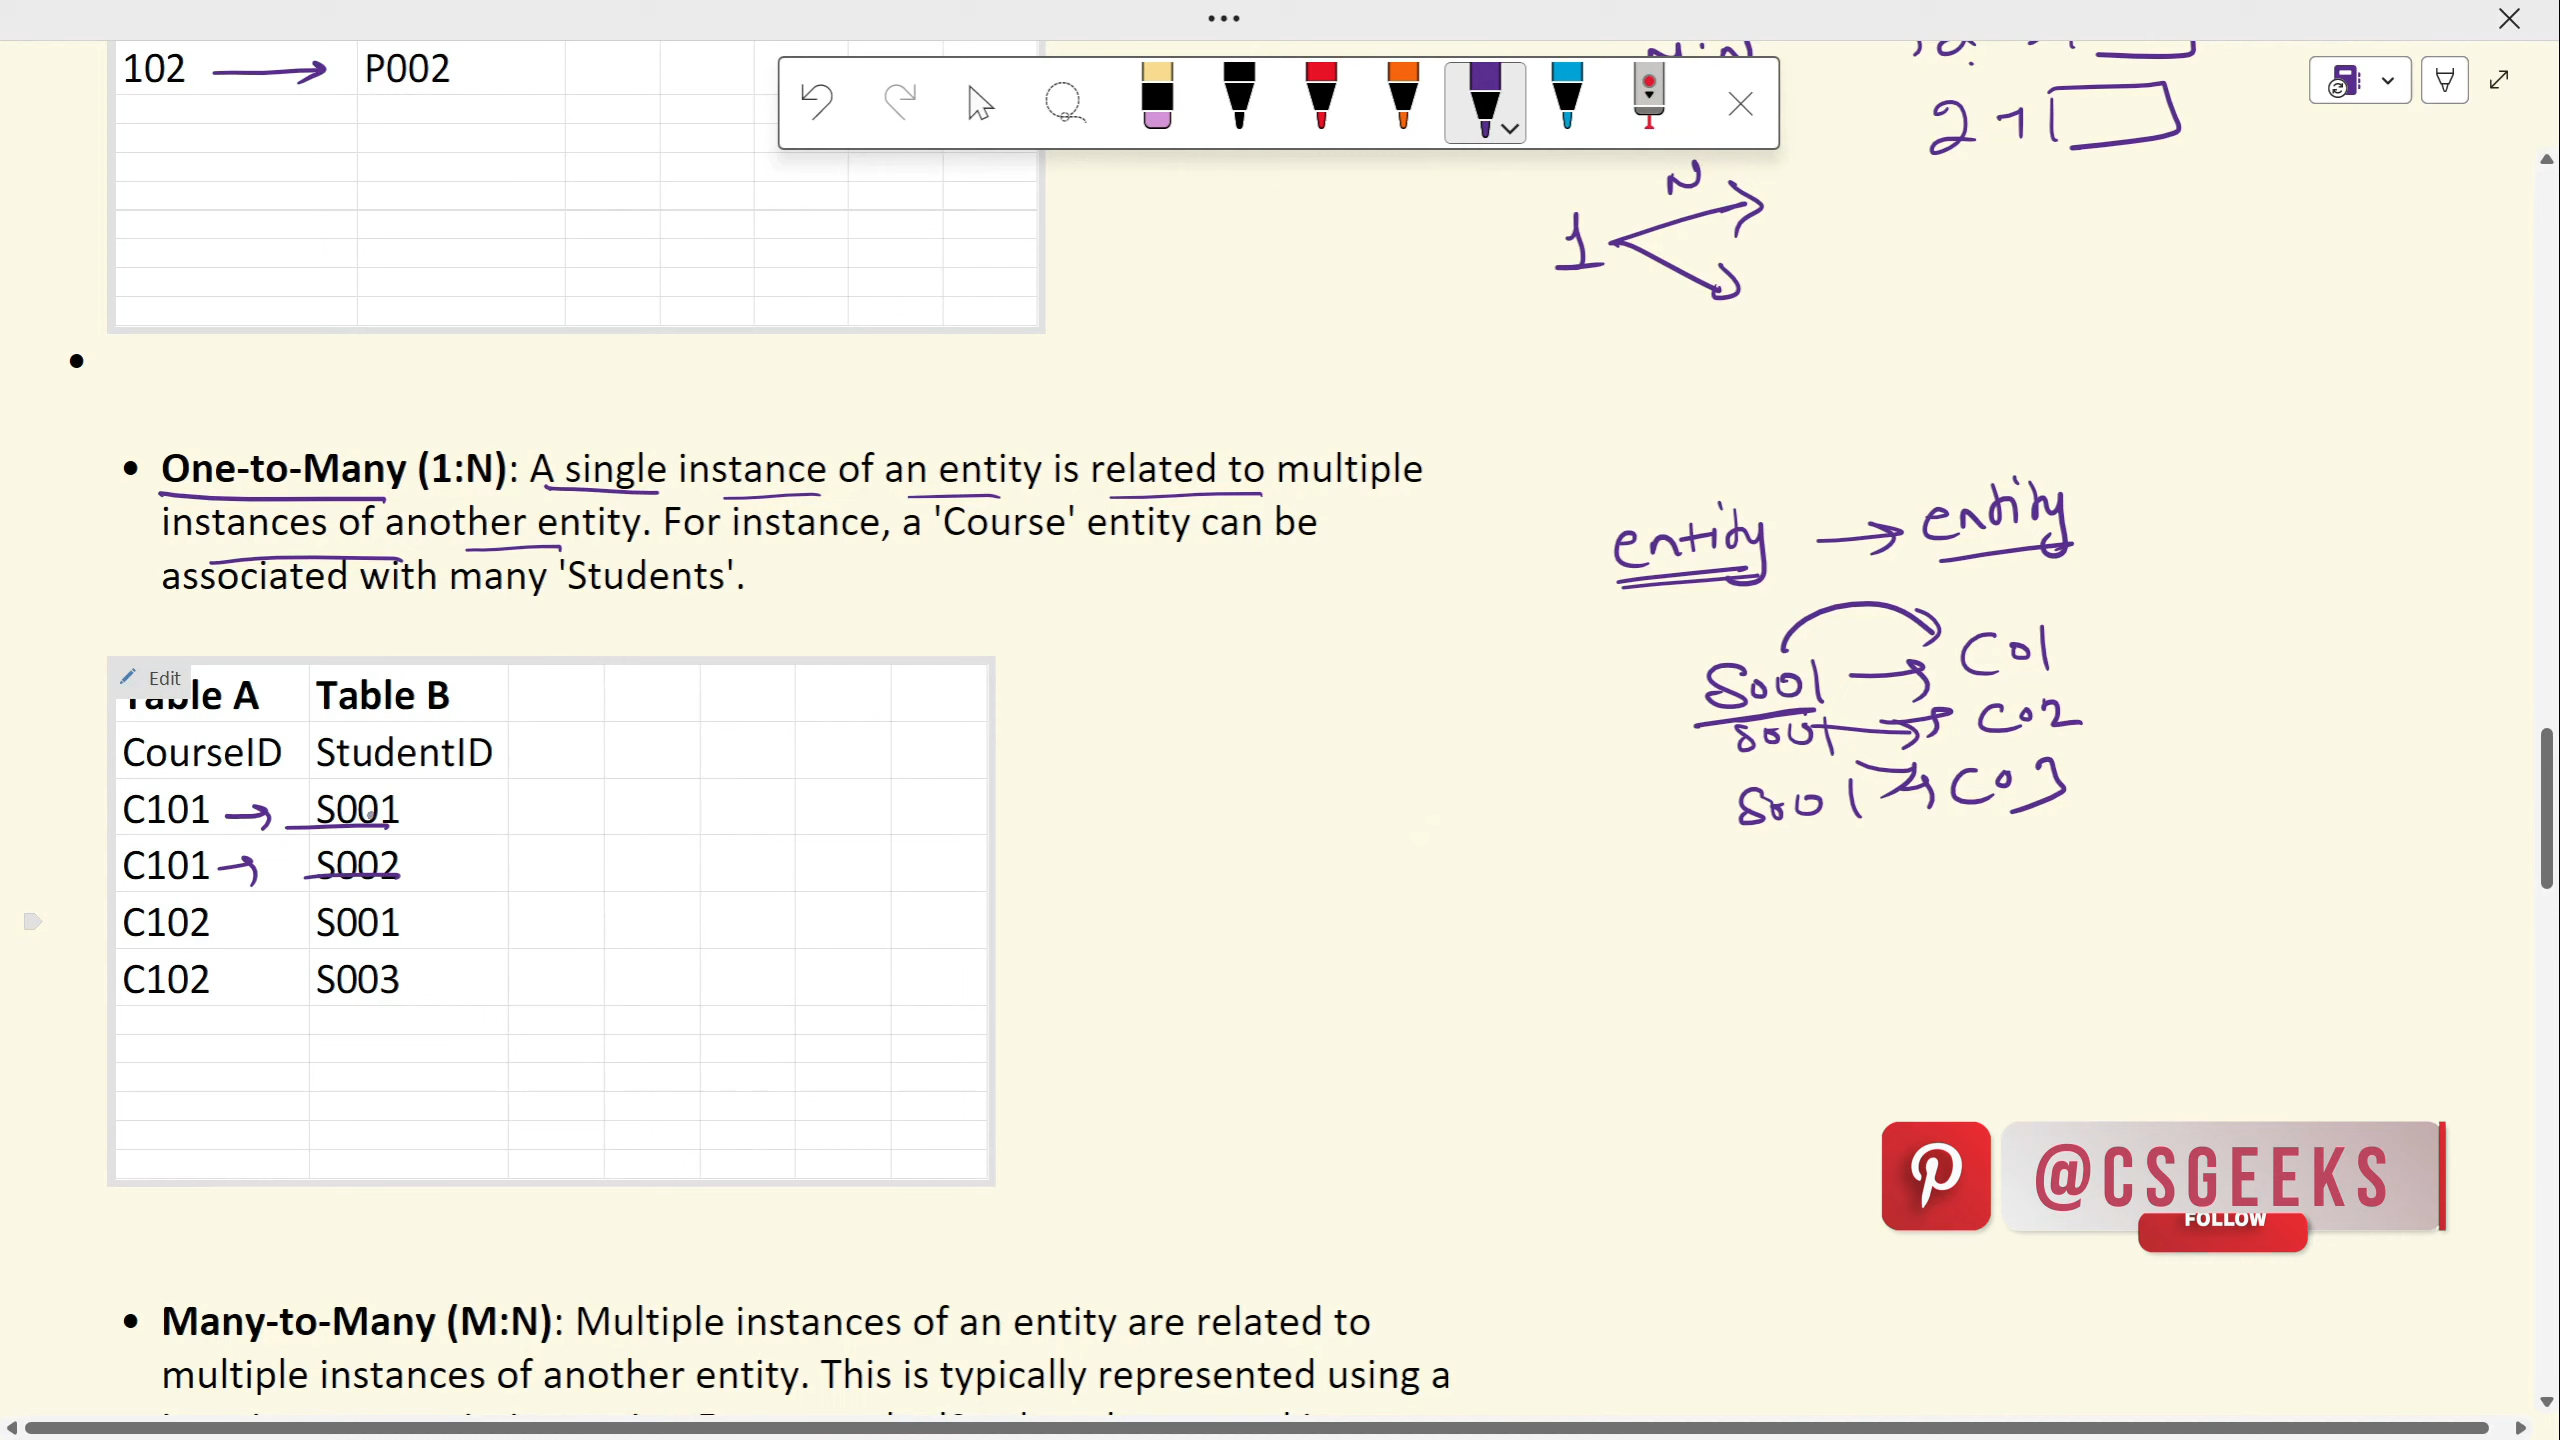 102 P002
2
N
1
One-to-Many (1:N): A single instance of an entity is related to multiple
instances of another entity. For instance, a 'Course' entity can be
associated with many 'Students'.
entity → entity
S001 → C01
S001 → C02
S001 → C03
Edit
Table A Table B
CourseID StudentID
C101 → S001
C101 → S002
C102 S001
C102 S003
@CSGEEKS
FOLLOW
Many-to-Many (M:N): Multiple instances of an entity are related to
multiple instances of another entity. This is typically represented using a